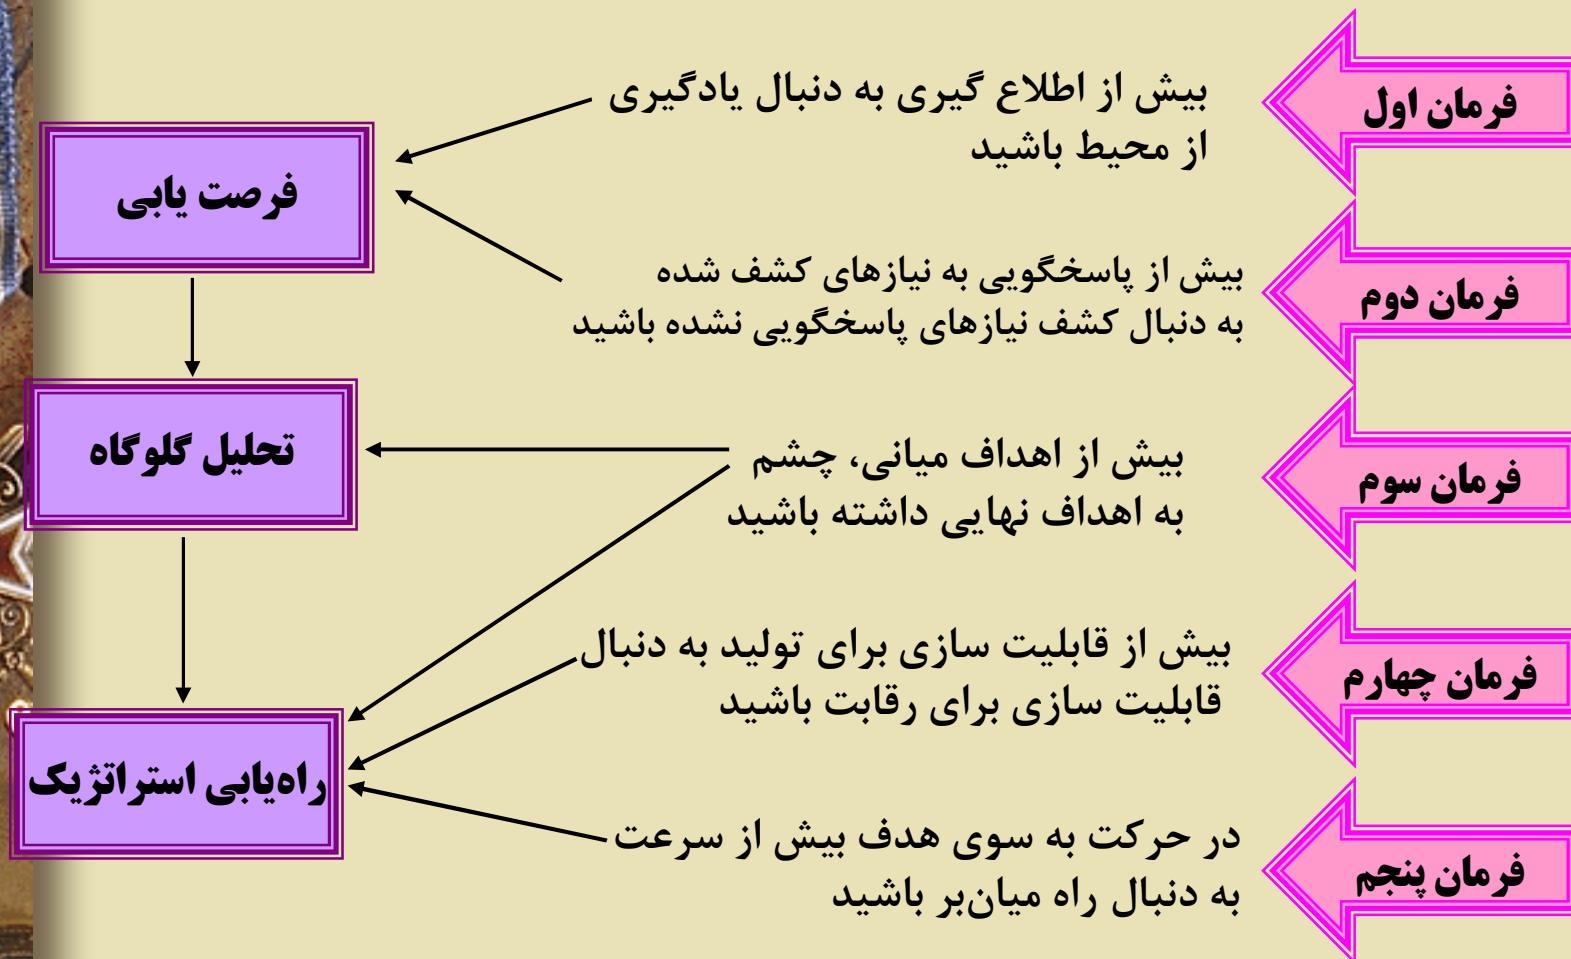 فرمان اول
بیش از اطلاع گیری به دنبال یادگیری
از محیط باشید
فرصت یابی
فرمان دوم
بیش از پاسخگویی به نیازهای کشف شده
به دنبال کشف نیازهای پاسخگویی نشده باشید
فرمان سوم
بیش از اهداف میانی، چشم
به اهداف نهایی داشته باشید
تحلیل گلوگاه
فرمان چهارم
بیش از قابلیت سازی برای تولید به دنبال
قابلیت سازی برای رقابت باشید
راه‌یابی استراتژیک
فرمان پنجم
در حرکت به سوی هدف بیش از سرعت
به دنبال راه میان‌بر باشید